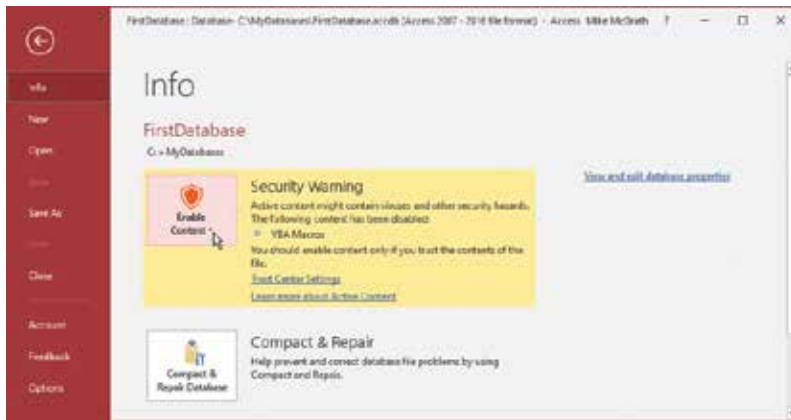 FirstDatabase : Database- C:\MyDatabases\FirstDatabase.accdb (Access 2007 - 2016 file format) - Access Mike McGrath ? — □ ×
Info
New
Open
Save
Save As
Print
Close
Account
Feedback
Options
Info
FirstDatabase
C: » MyDatabases
Enable
Content
Security Warning
Active content might contain viruses and other security hazards.
The following content has been disabled:
VBA Macros
You should enable content only if you trust the contents of the
file.
Trust Center Settings
Learn more about Active Content
View and edit database properties
Compact &
Repair Database
Compact & Repair
Help prevent and correct database file problems by using
Compact and Repair.